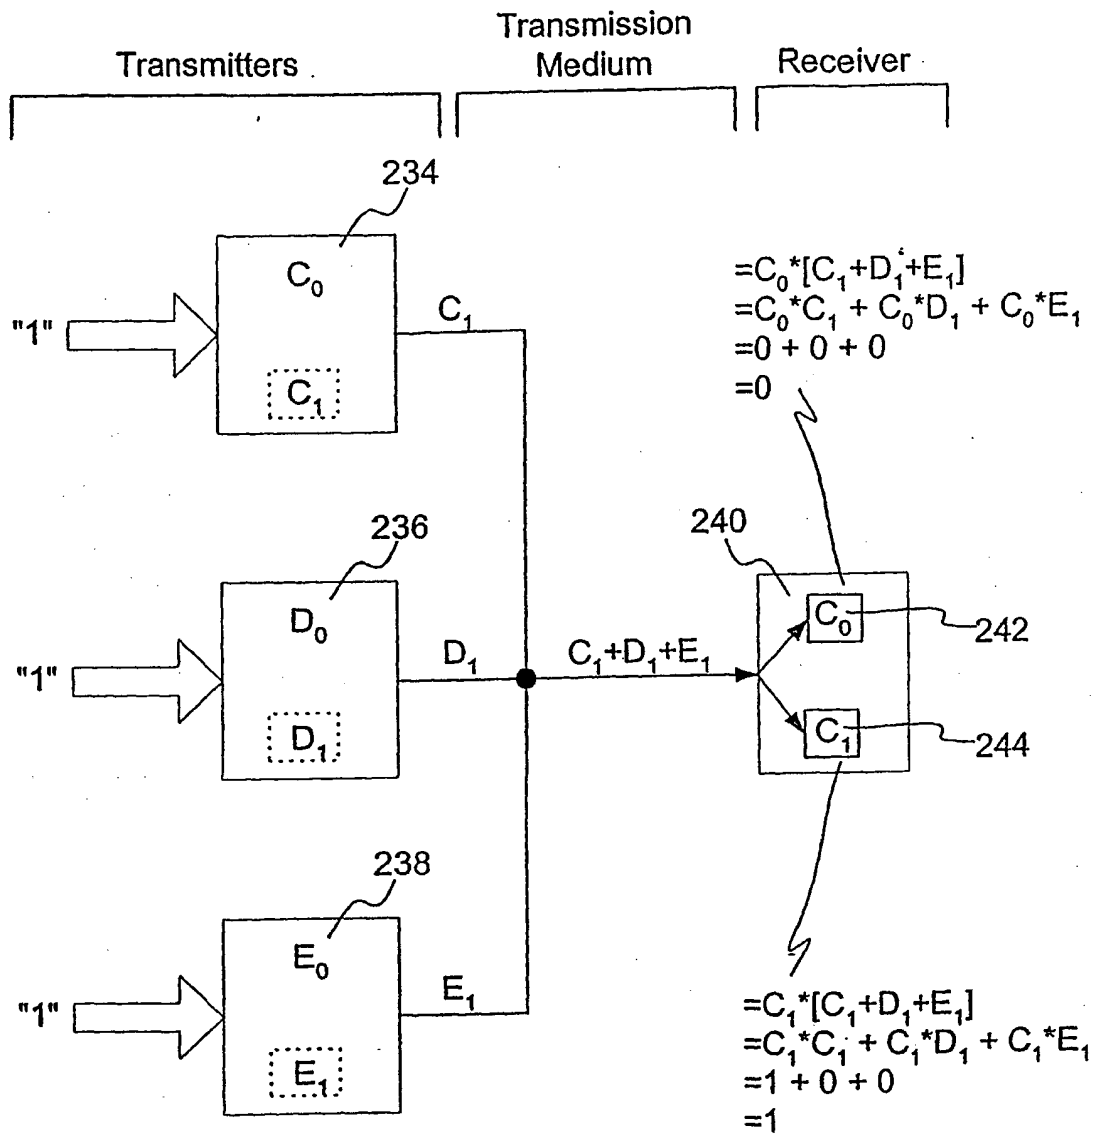 Transmitters
Transmission
Medium
Receiver
234
C₀
"1"
C₁
C₁
=C₀*[C₁+D₁+E₁]
=C₀*C₁ + C₀*D₁ + C₀*E₁
=0 + 0 + 0
=0
236
D₀
"1"
D₁
D₁
C₁+D₁+E₁
240
C₀
242
C₁
244
238
E₀
"1"
E₁
E₁
=C₁*[C₁+D₁+E₁]
=C₁*C₁ + C₁*D₁ + C₁*E₁
=1 + 0 + 0
=1